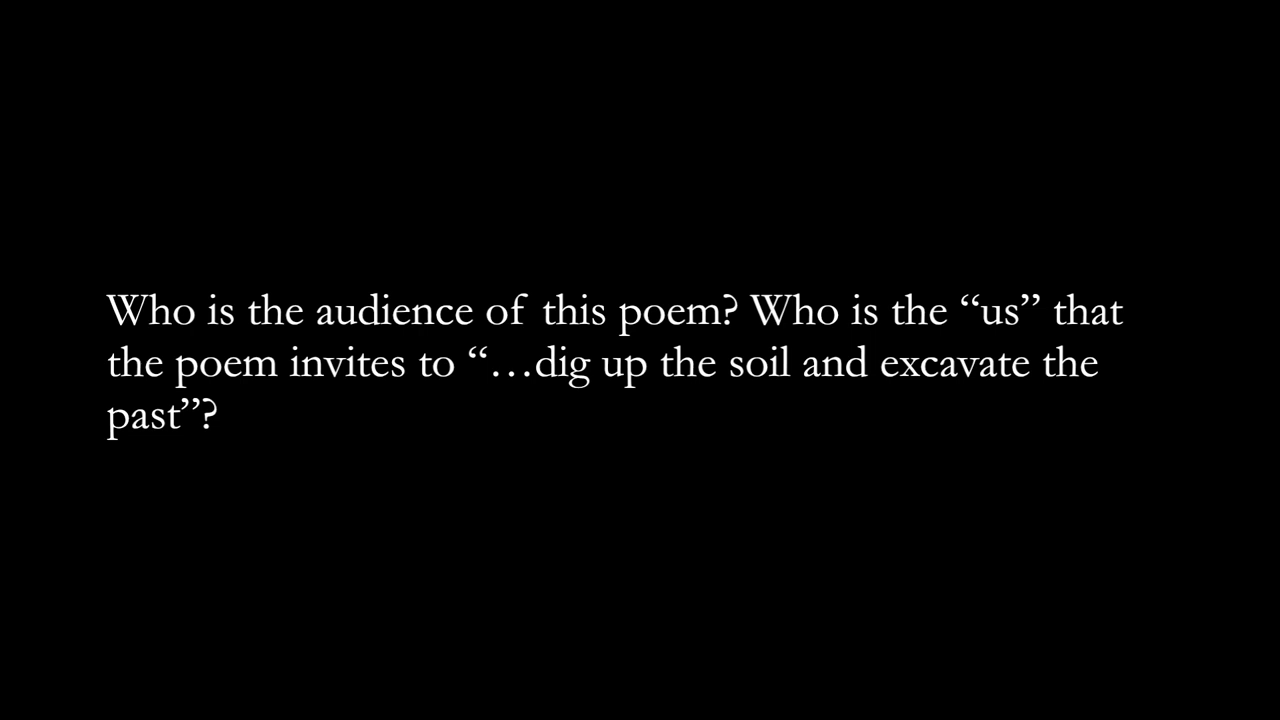 Who is the audience of this poem? Who is the “us” that
the poem invites to “…dig up the soil and excavate the
past”?